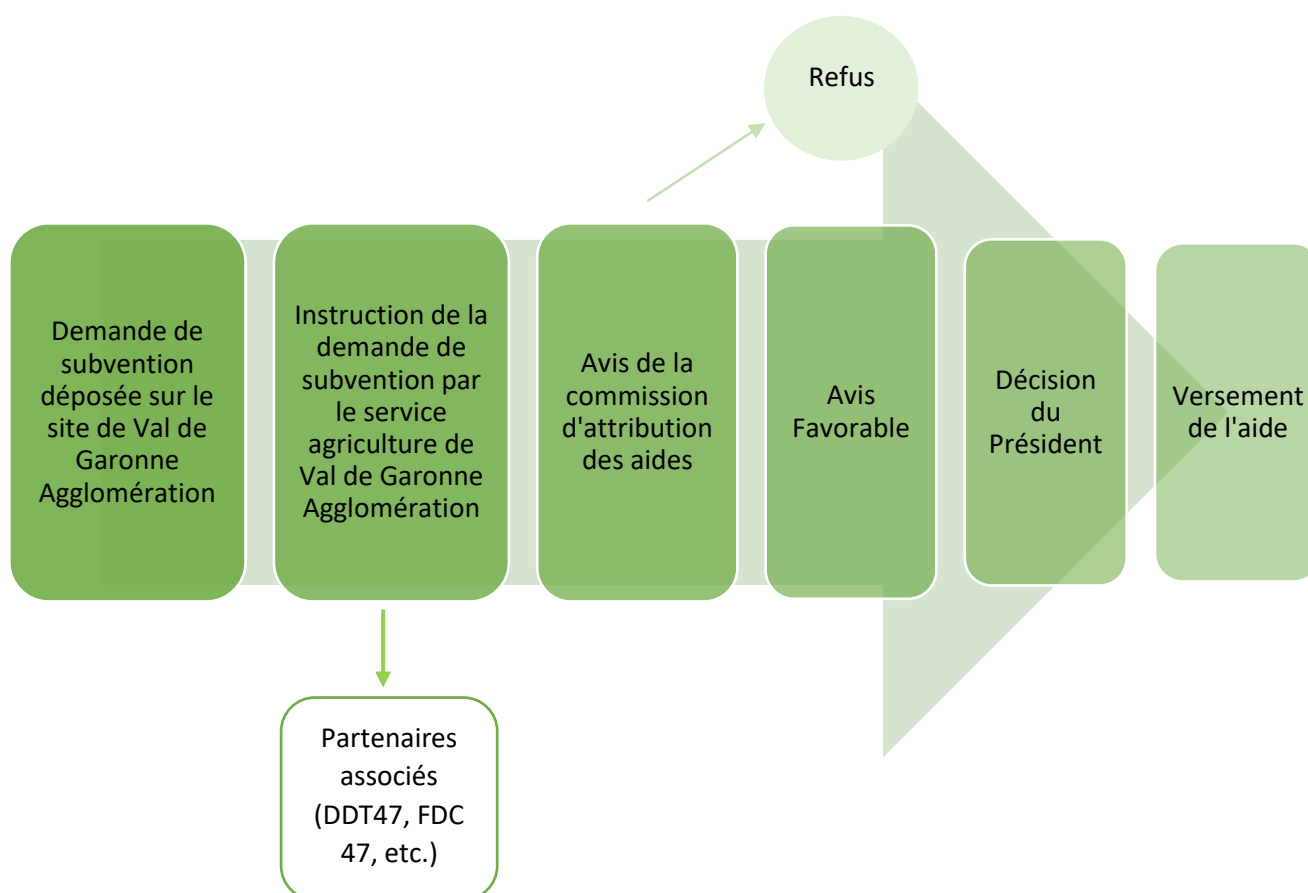 Refus
Demande de
subvention
déposée sur le
site de Val de
Garonne
Agglomération
Instruction de la
demande de
subvention par
le service
agriculture de
Val de Garonne
Agglomération
Avis de la
commission
d'attribution
des aides
Avis
Favorable
Décision
du
Président
Versement
de l'aide
Partenaires
associés
(DDT47, FDC
47, etc.)